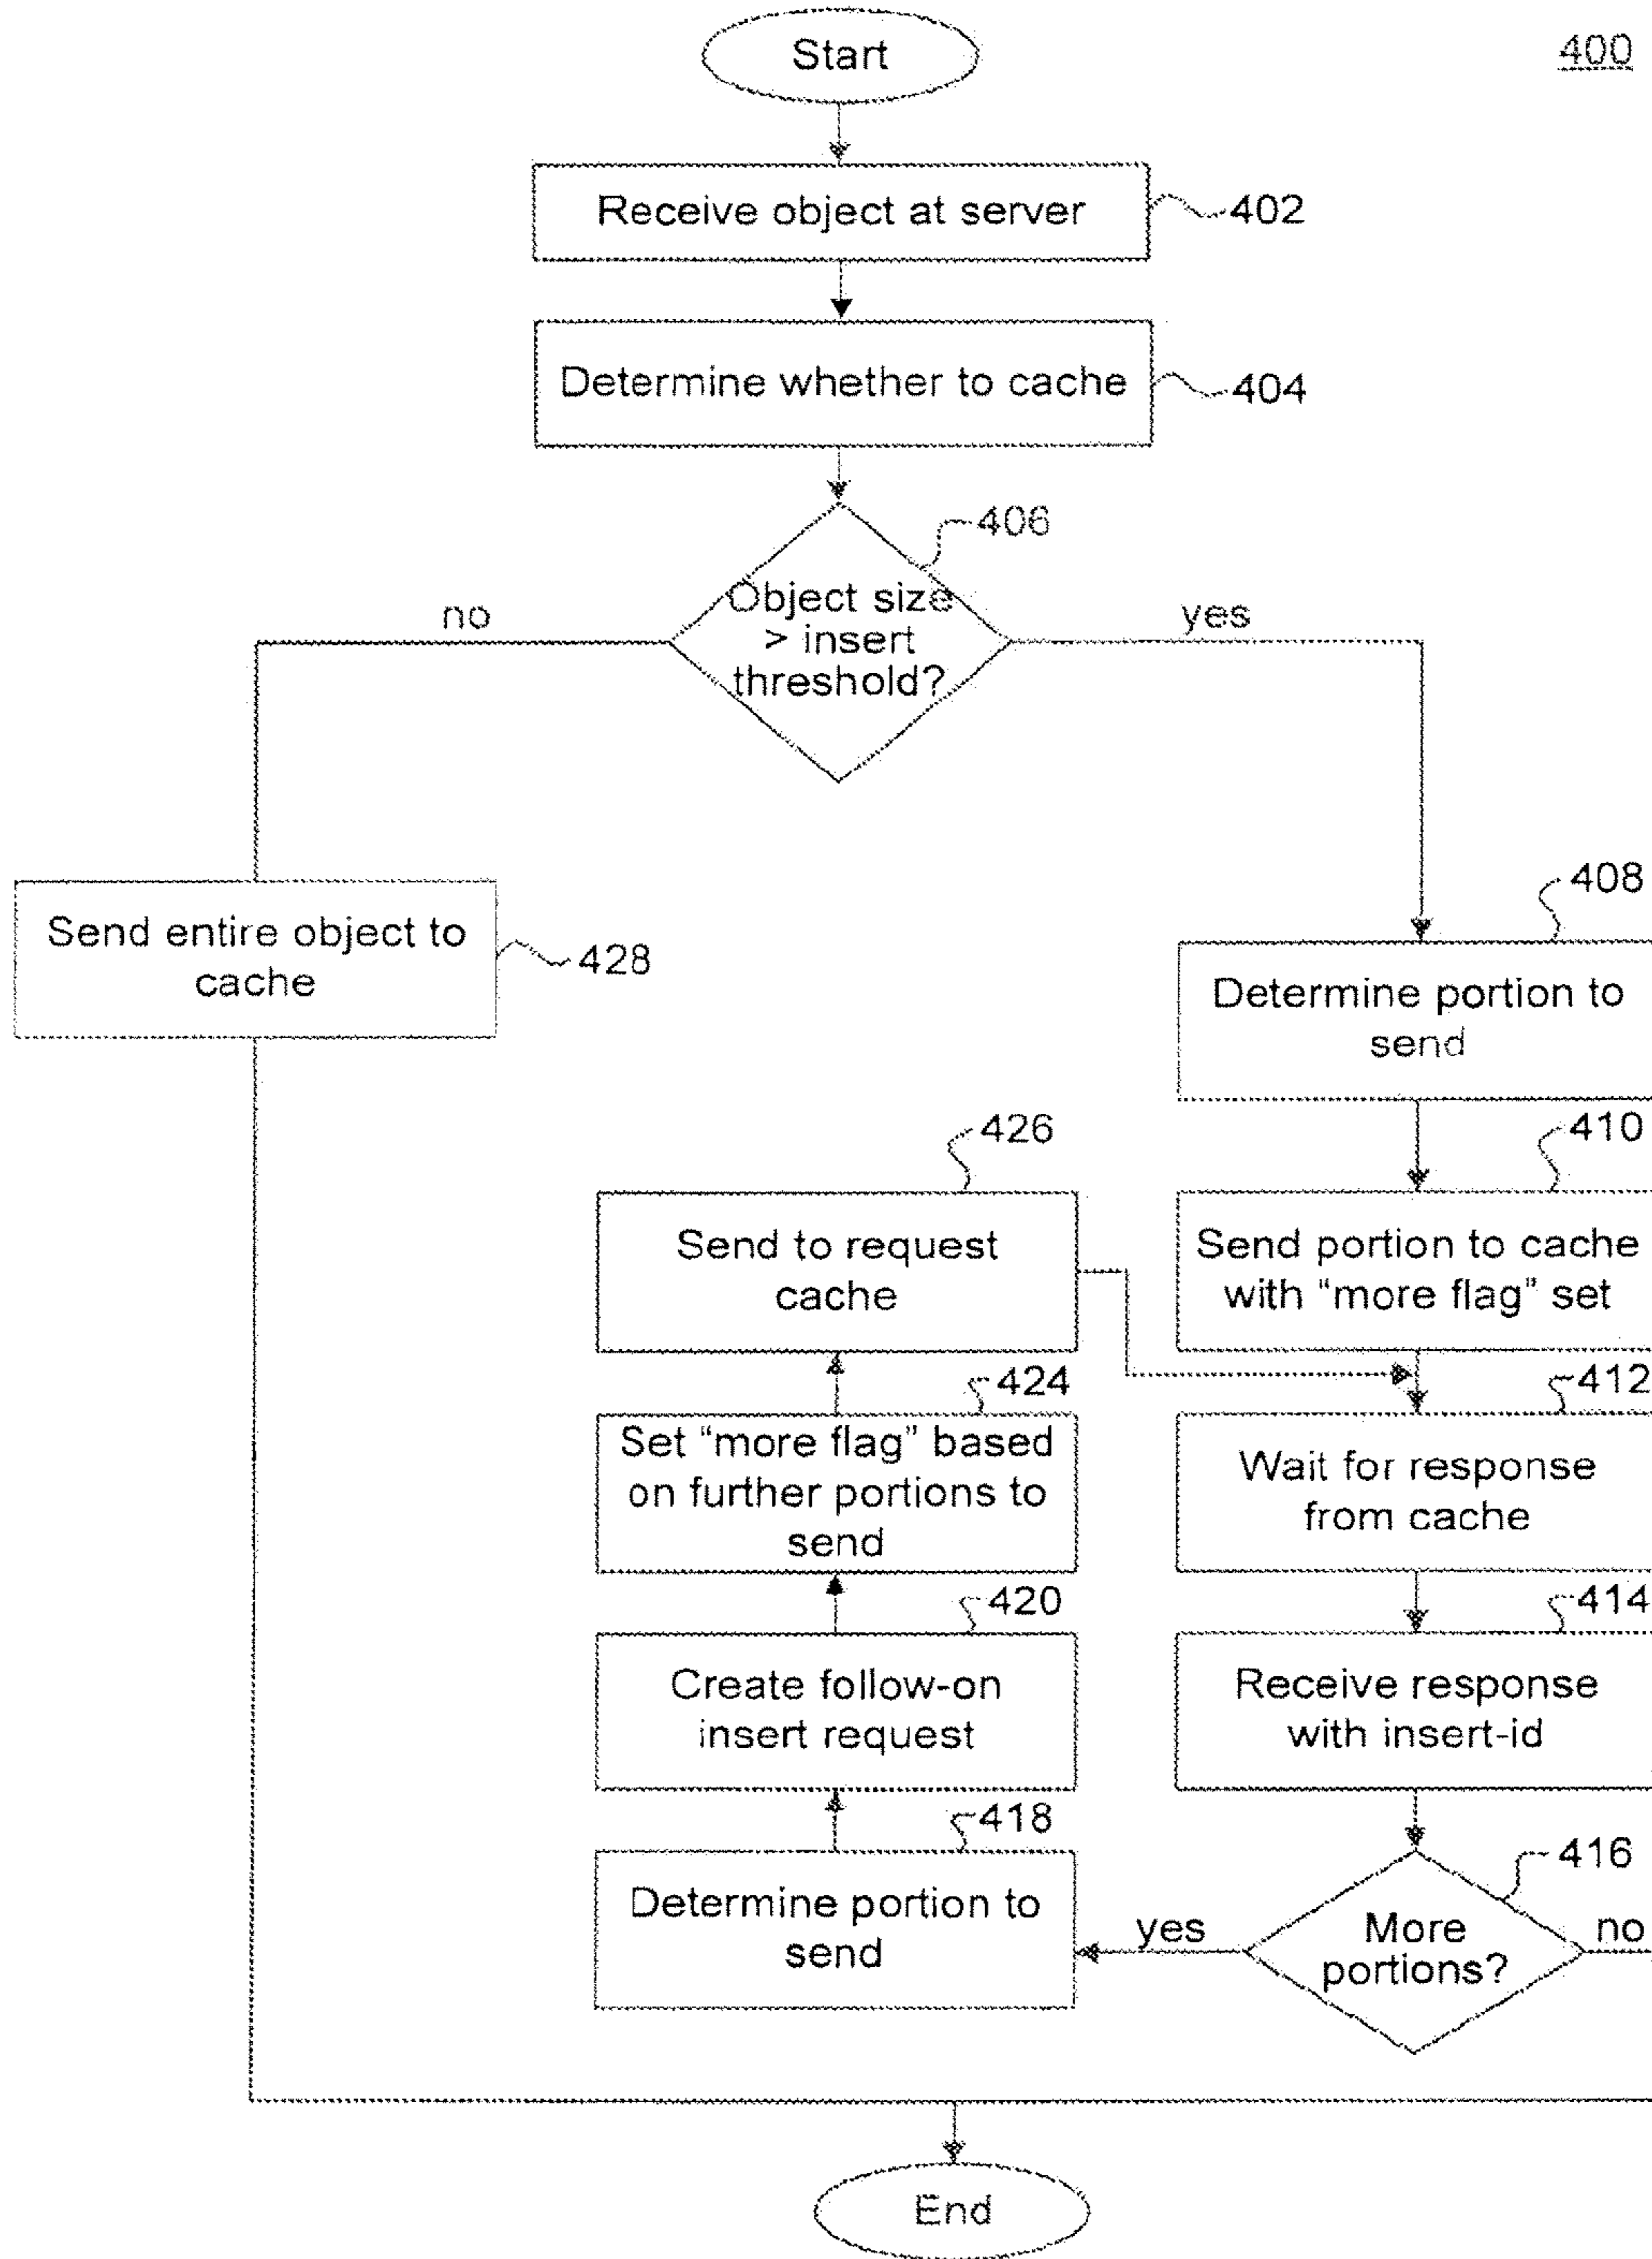 400
Start
Receive object at server
402
Determine whether to cache
404
406
Object size
> insert
threshold?
no
yes
Send entire object to
cache
428
408
Determine portion to
send
410
Send portion to cache
with “more flag” set
426
Send to request
cache
412
Wait for response
from cache
424
Set “more flag” based
on further portions to
send
414
Receive response
with insert-id
420
Create follow-on
insert request
416
More
portions?
yes
no
418
Determine portion to
send
End